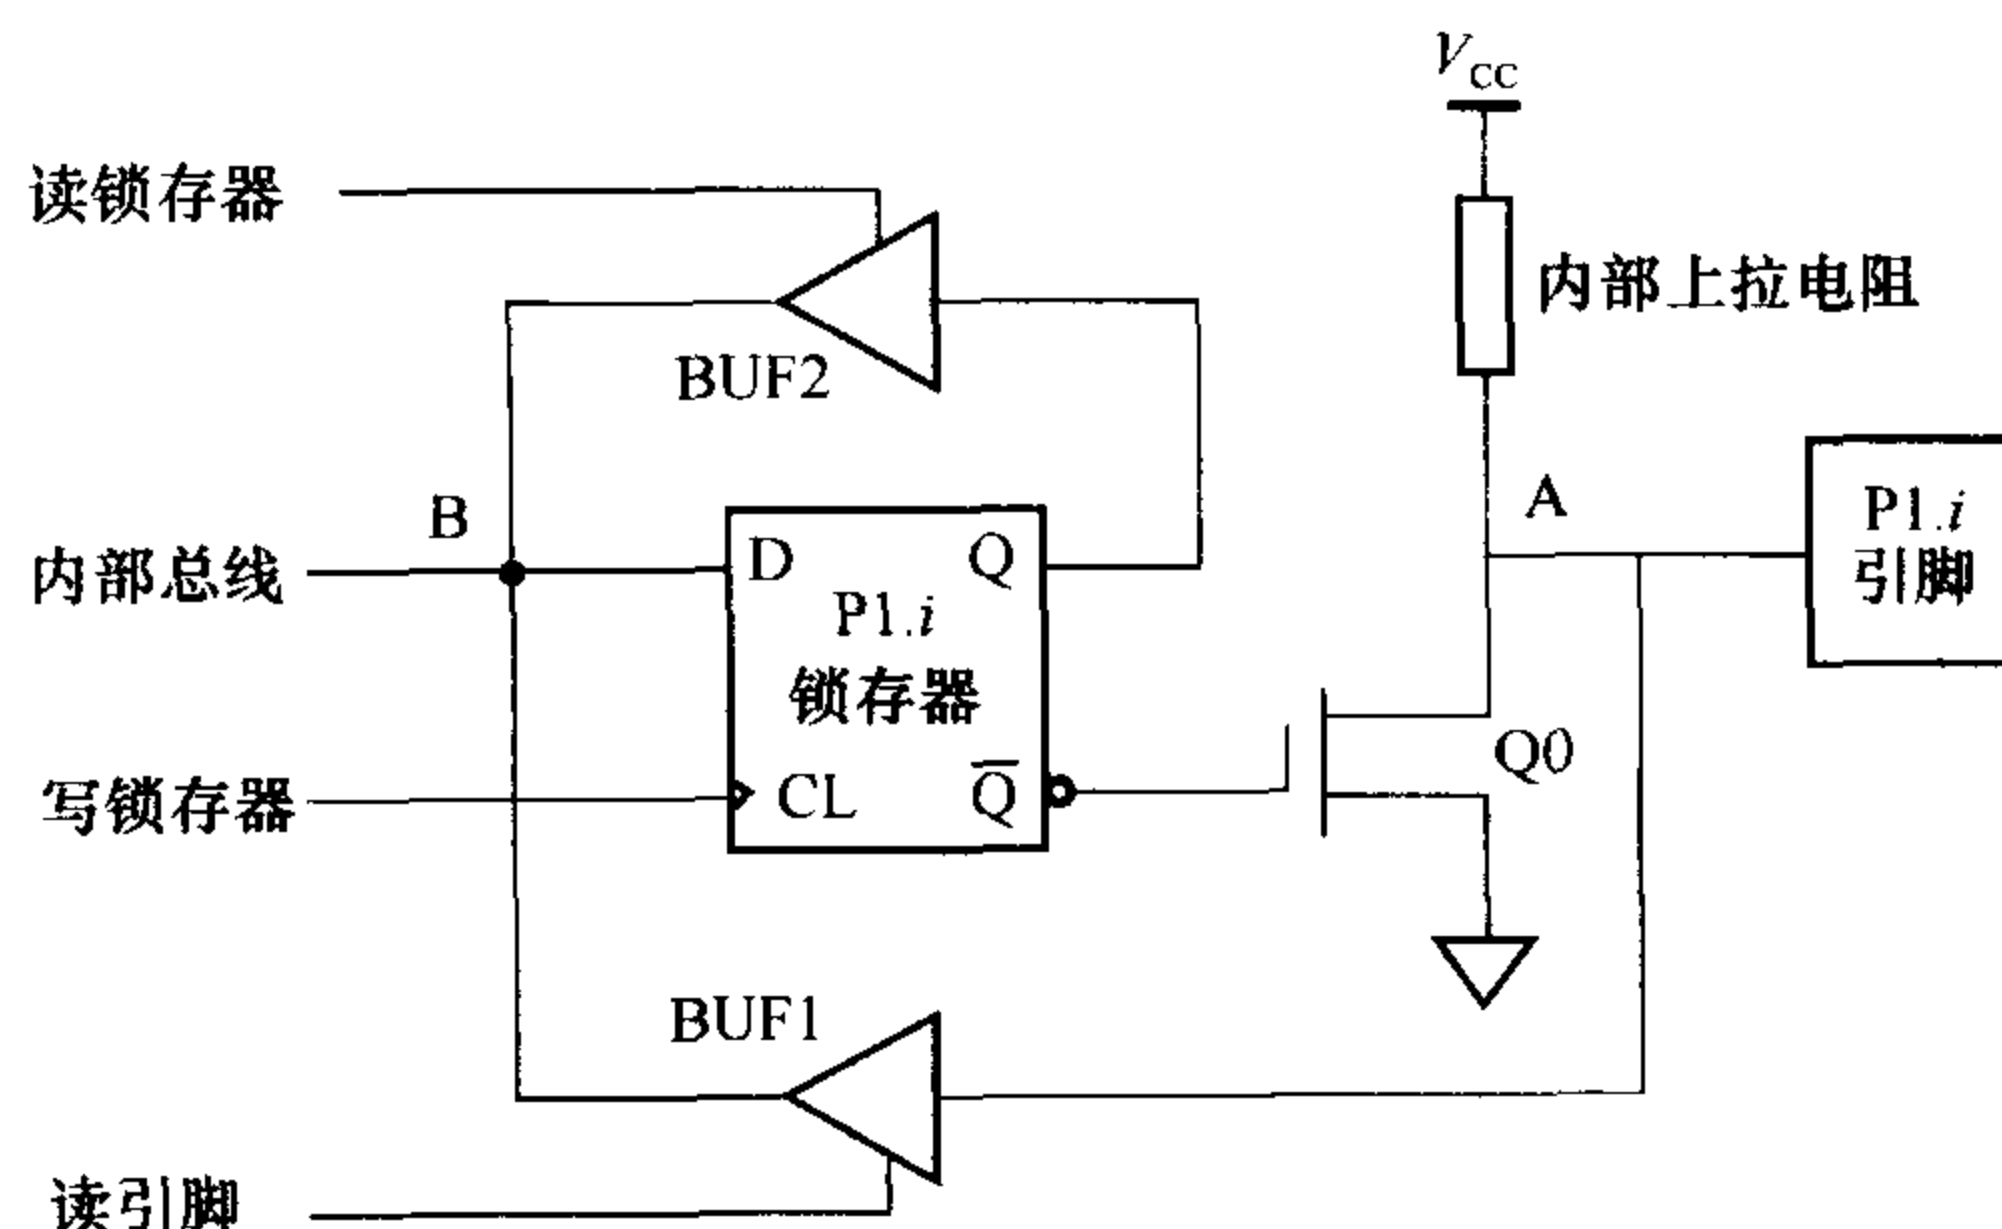 V_CC
读锁存器
内部上拉电阻
BUF2
B
A
P1.i
引脚
内部总线
D
Q
P1.i
锁存器
Q0
写锁存器
CL
Q̅
BUF1
读引脚